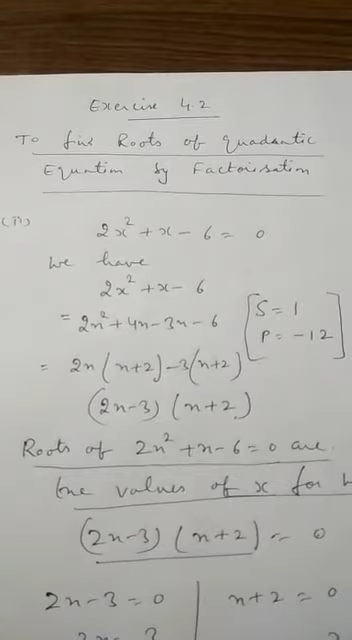 Exercise 4.2
To find Roots of quadratic
Equation by Factorisation
(ii)
2x² + x - 6 = 0
We have
2x² + x - 6
= 2x² + 4x - 3x - 6 [S = 1
P = -12]
= 2x (x+2) - 3(x+2)
(2x-3) (x+2)
Roots of 2x² + x - 6 = 0 are
the values of x for
(2x-3) (x+2) = 0
2x - 3 = 0 | x + 2 = 0